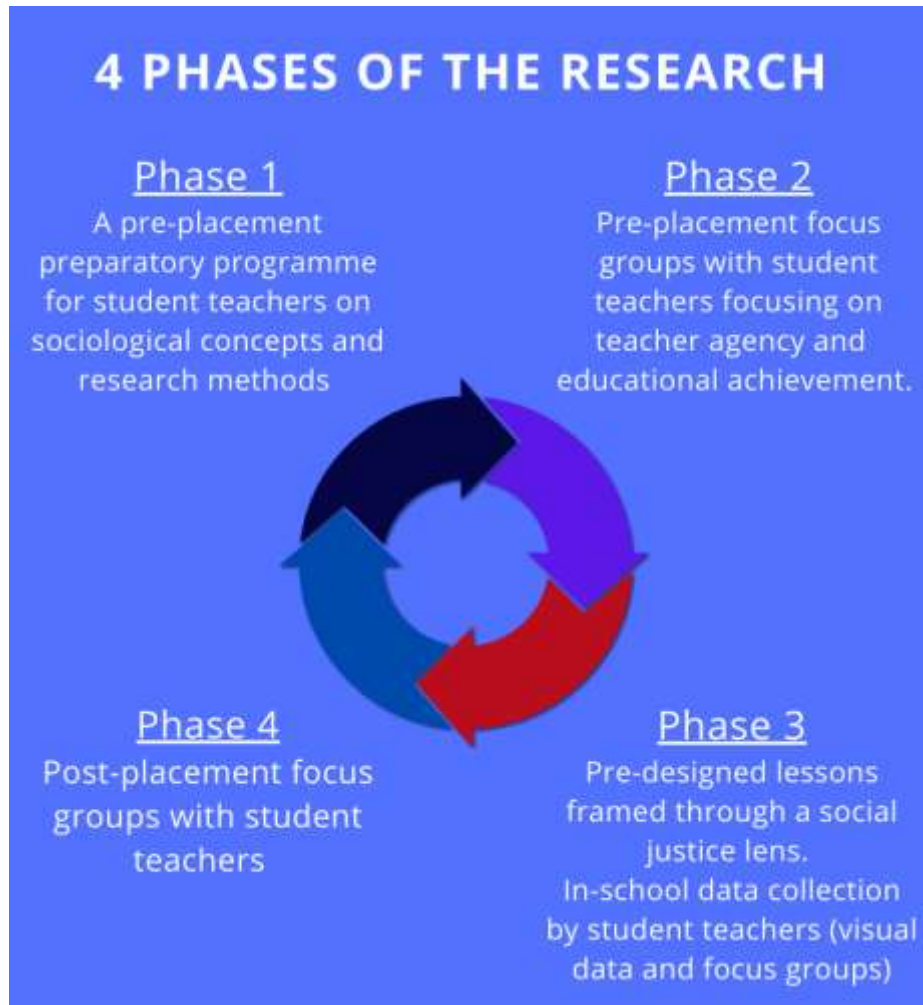 4 PHASES OF THE RESEARCH
Phase 1
A pre-placement
preparatory programme
for student teachers on
sociological concepts and
research methods
Phase 2
Pre-placement focus
groups with student
teachers focusing on
teacher agency and
educational achievement.
Phase 3
Pre-designed lessons
framed through a social
justice lens.
In-school data collection
by student teachers (visual
data and focus groups)
Phase 4
Post-placement focus
groups with student
teachers